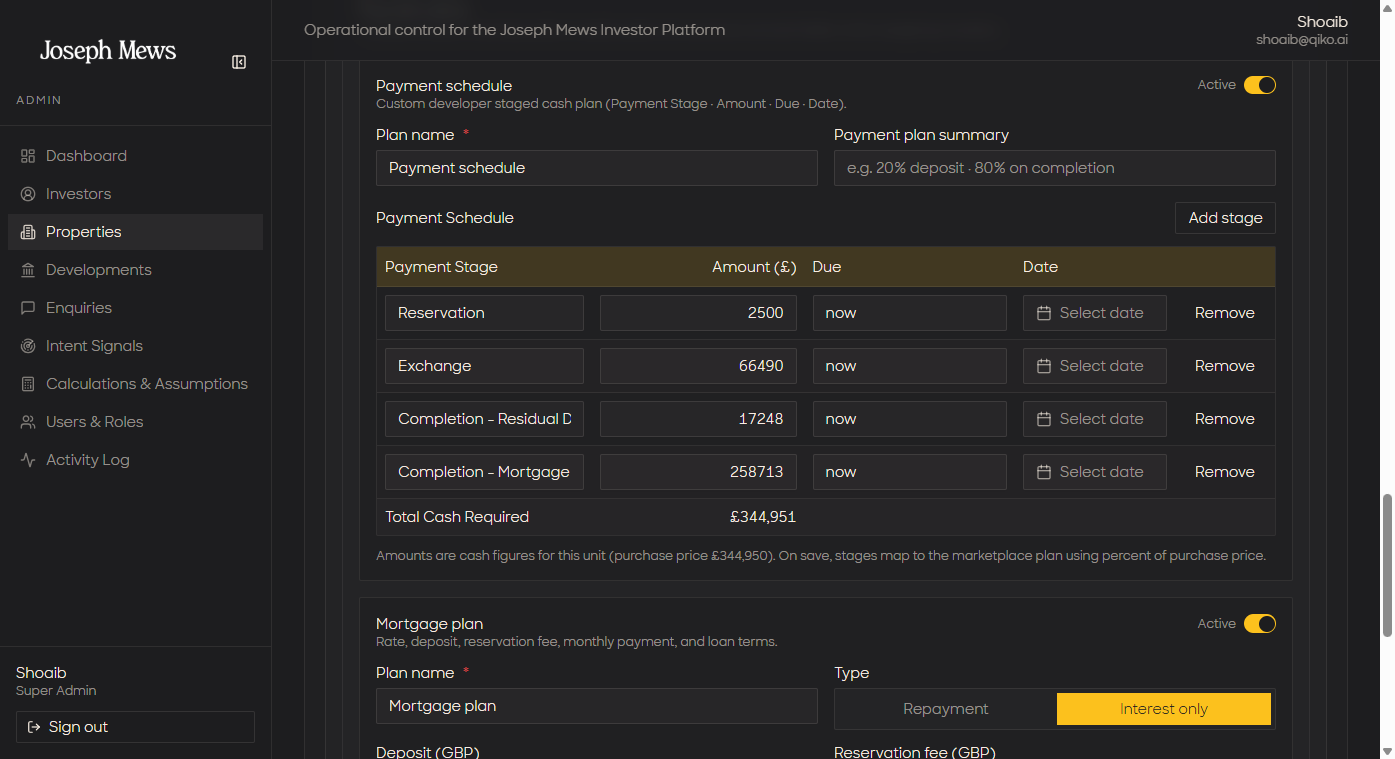 Joseph Mews
ADMIN
Dashboard
Investors
Properties
Developments
Enquiries
Intent Signals
Calculations & Assumptions
Users & Roles
Activity Log
Shoaib
Super Admin
Sign out
Operational control for the Joseph Mews Investor Platform
Shoaib
shoaib@qiko.ai
Payment schedule
Active
Custom developer staged cash plan (Payment Stage · Amount · Due · Date).
Plan name *
Payment plan summary
Payment schedule
e.g. 20% deposit · 80% on completion
Payment Schedule
Add stage
Payment Stage Amount (£) Due Date
Reservation 2500 now Select date Remove
Exchange 66490 now Select date Remove
Completion - Residual D 17248 now Select date Remove
Completion - Mortgage 258713 now Select date Remove
Total Cash Required £344,951
Amounts are cash figures for this unit (purchase price £344,950). On save, stages map to the marketplace plan using percent of purchase price.
Mortgage plan
Active
Rate, deposit, reservation fee, monthly payment, and loan terms.
Plan name *
Type
Mortgage plan
Repayment Interest only
Deposit (GBP)
Reservation fee (GBP)